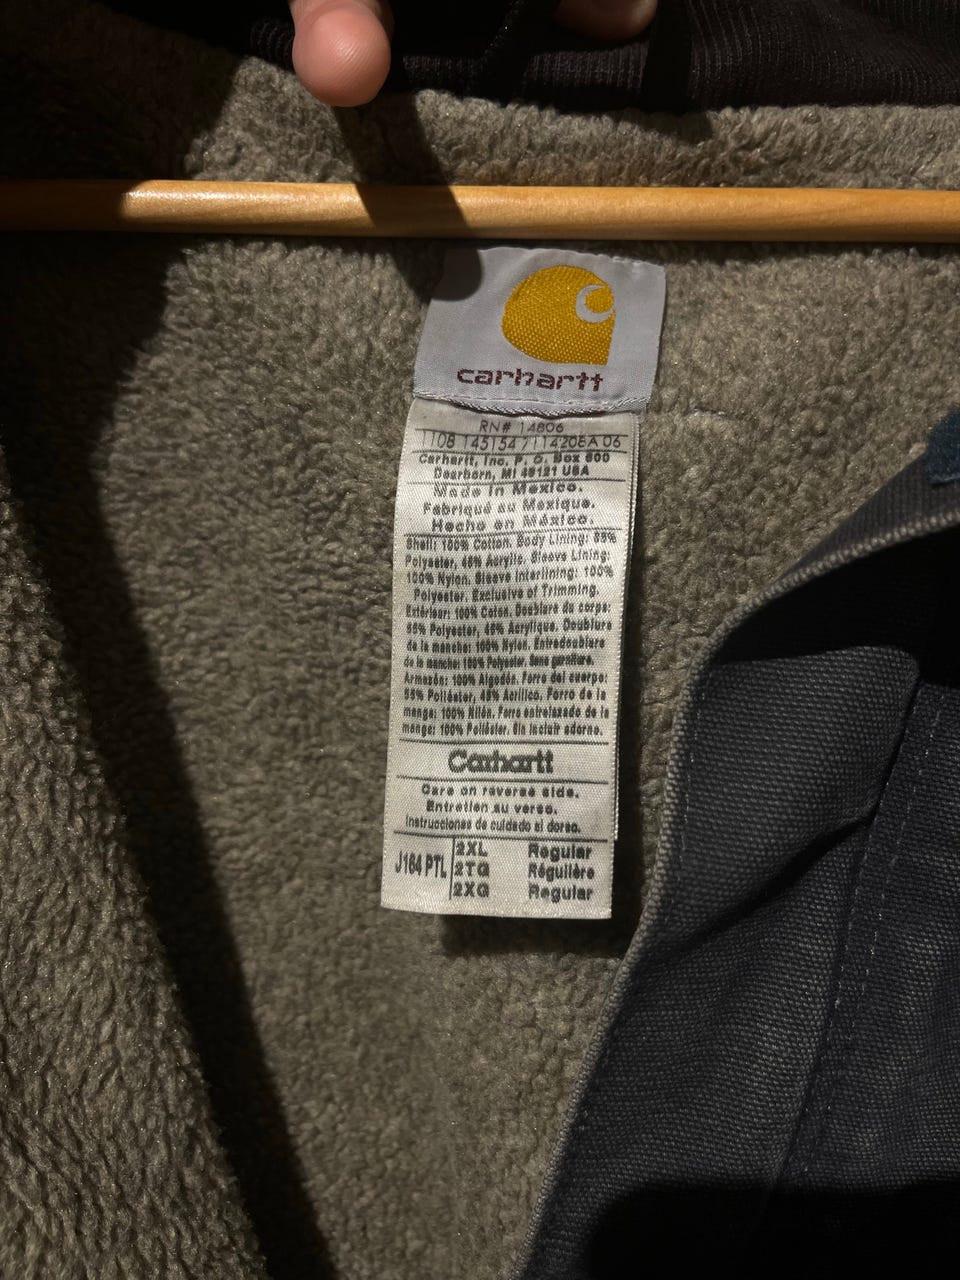 carhartt
RN# 14806
1108 145154 7114208A 06
Carhartt, Inc. P. O. Box 600
Dearborn, MI 48121 USA
Made in Mexico.
Fabriqué au Mexique.
Hecho en México.
Shell: 100% Cotton. Body Lining: 55%
Polyester, 45% Acrylic. Sleeve Lining:
100% Nylon. Sleeve Interlining: 100%
Polyester. Exclusive of Trimming.
Extérieur: 100% Coton. Doublure du corps:
55% Polyester, 45% Acrylique. Doublure
de la manche: 100% Nylon. Entredoublure
de la manche: 100% Polyester. Sans garniture.
Armazón: 100% Algodón. Forro del cuerpo:
55% Poliéster, 45% Acrílico. Forro de la
manga: 100% Nilón. Forro entrelazado de la
manga: 100% Poliéster. Sin incluir adorno.
Carhartt
Care on reverse side.
Entretien au verso.
Instrucciones de cuidado al dorso.
J164 PTL
2XL Regular
2TG Régulière
2XG Regular